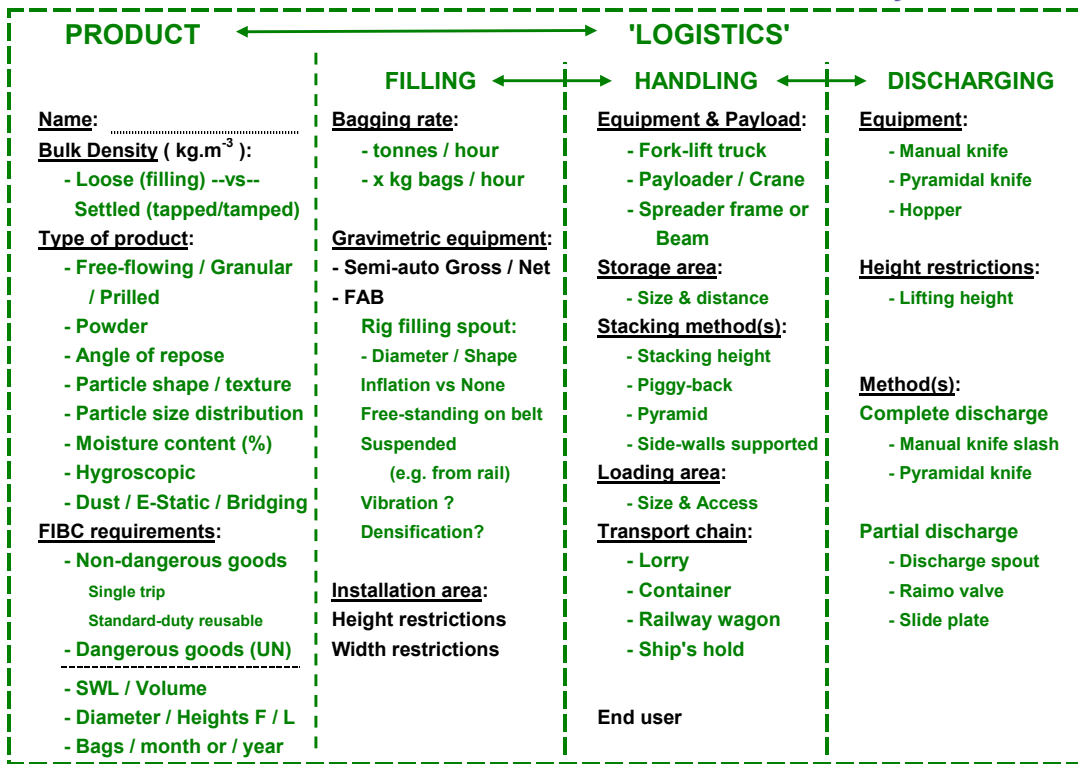 PRODUCT
'LOGISTICS'
FILLING
HANDLING
DISCHARGING
Name:
Bulk Density ( kg.m-3 ):
- Loose (filling) --vs--
Settled (tapped/tamped)
Type of product:
- Free-flowing / Granular
/ Prilled
- Powder
- Angle of repose
- Particle shape / texture
- Particle size distribution
- Moisture content (%)
- Hygroscopic
- Dust / E-Static / Bridging
FIBC requirements:
- Non-dangerous goods
Single trip
Standard-duty reusable
- Dangerous goods (UN)
- SWL / Volume
- Diameter / Heights F / L
- Bags / month or / year
Bagging rate:
- tonnes / hour
- x kg bags / hour
Gravimetric equipment:
- Semi-auto Gross / Net
- FAB
Rig filling spout:
- Diameter / Shape
Inflation vs None
Free-standing on belt
Suspended
(e.g. from rail)
Vibration ?
Densification?
Installation area:
Height restrictions
Width restrictions
Equipment & Payload:
- Fork-lift truck
- Payloader / Crane
- Spreader frame or
Beam
Storage area:
- Size & distance
Stacking method(s):
- Stacking height
- Piggy-back
- Pyramid
- Side-walls supported
Loading area:
- Size & Access
Transport chain:
- Lorry
- Container
- Railway wagon
- Ship's hold
End user
Equipment:
- Manual knife
- Pyramidal knife
- Hopper
Height restrictions:
- Lifting height
Method(s):
Complete discharge
- Manual knife slash
- Pyramidal knife
Partial discharge
- Discharge spout
- Raimo valve
- Slide plate